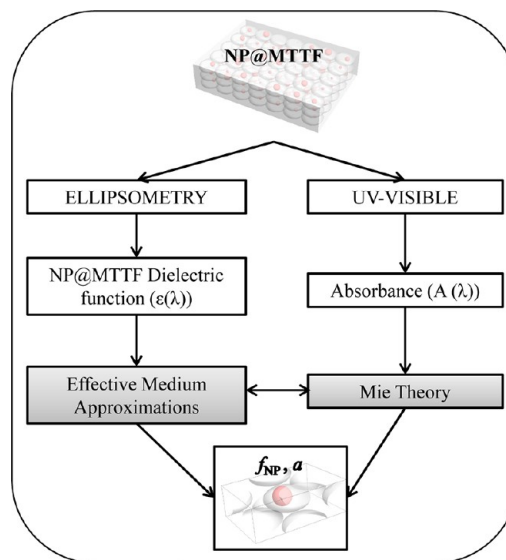 NP@MTTF
ELLIPSOMETRY
UV-VISIBLE
NP@MTTF Dielectric
function (ε(λ))
Absorbance (A (λ))
Effective Medium
Approximations
Mie Theory
fNP, a